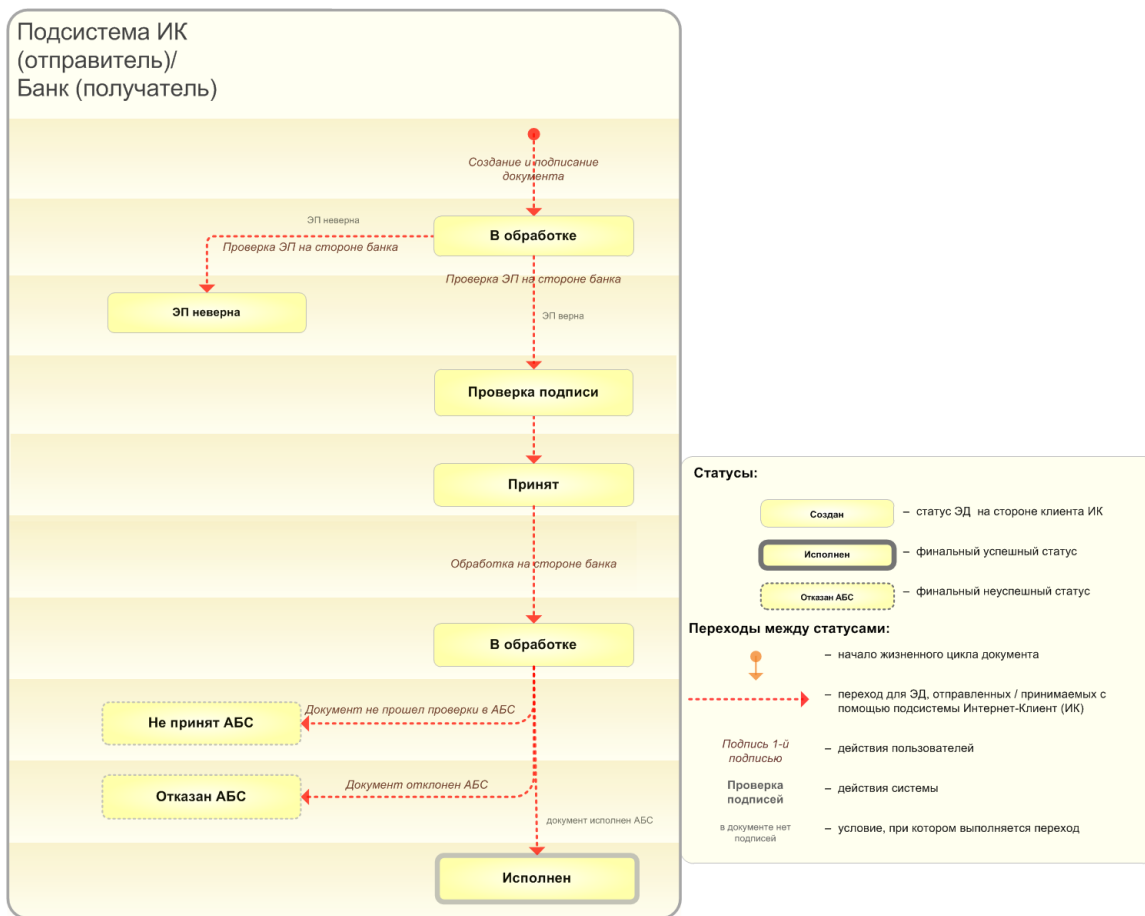 Подсистема ИК
(отправитель)/
Банк (получатель)
Создание и подписание
документа
ЭП неверна
В обработке
Проверка ЭП на стороне банка
Проверка ЭП на стороне банка
ЭП неверна
ЭП верна
Проверка подписи
Принят
Обработка на стороне банка
В обработке
Документ не прошел проверки в АБС
Не принят АБС
Документ отклонен АБС
Отказан АБС
документ исполнен АБС
Исполнен
Статусы:
Создан – статус ЭД на стороне клиента ИК
Исполнен – финальный успешный статус
Отказан АБС – финальный неуспешный статус
Переходы между статусами:
– начало жизненного цикла документа
– переход для ЭД, отправленных / принимаемых с
помощью подсистемы Интернет-Клиент (ИК)
Подпись 1-й
подписью
– действия пользователей
Проверка
подписей
– действия системы
в документе нет
подписей
– условие, при котором выполняется переход